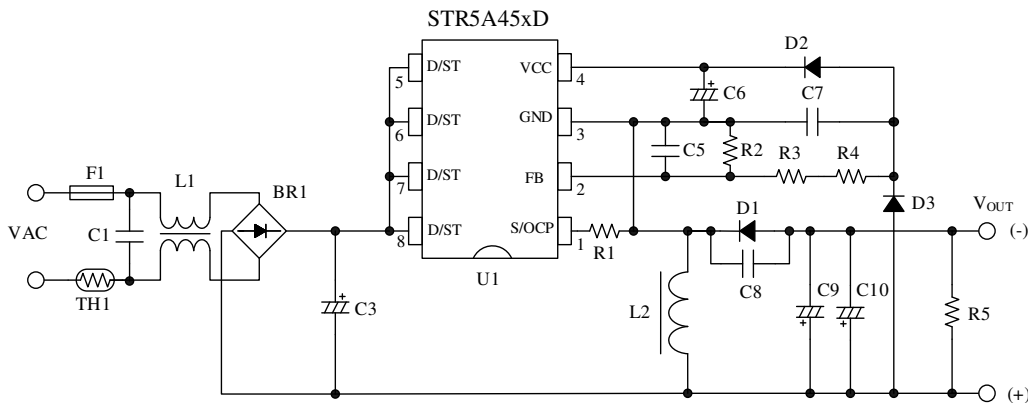 STR5A45xD
D/ST
VCC
5
4
D2
C6
C7
D/ST
GND
6
3
C5
R2
R3
R4
D/ST
FB
7
2
F1
L1
BR1
D3
VOUT
VAC
C1
D/ST
S/OCP
8
1
R1
D1
(-)
TH1
U1
C8
C3
L2
C9
C10
R5
(+)